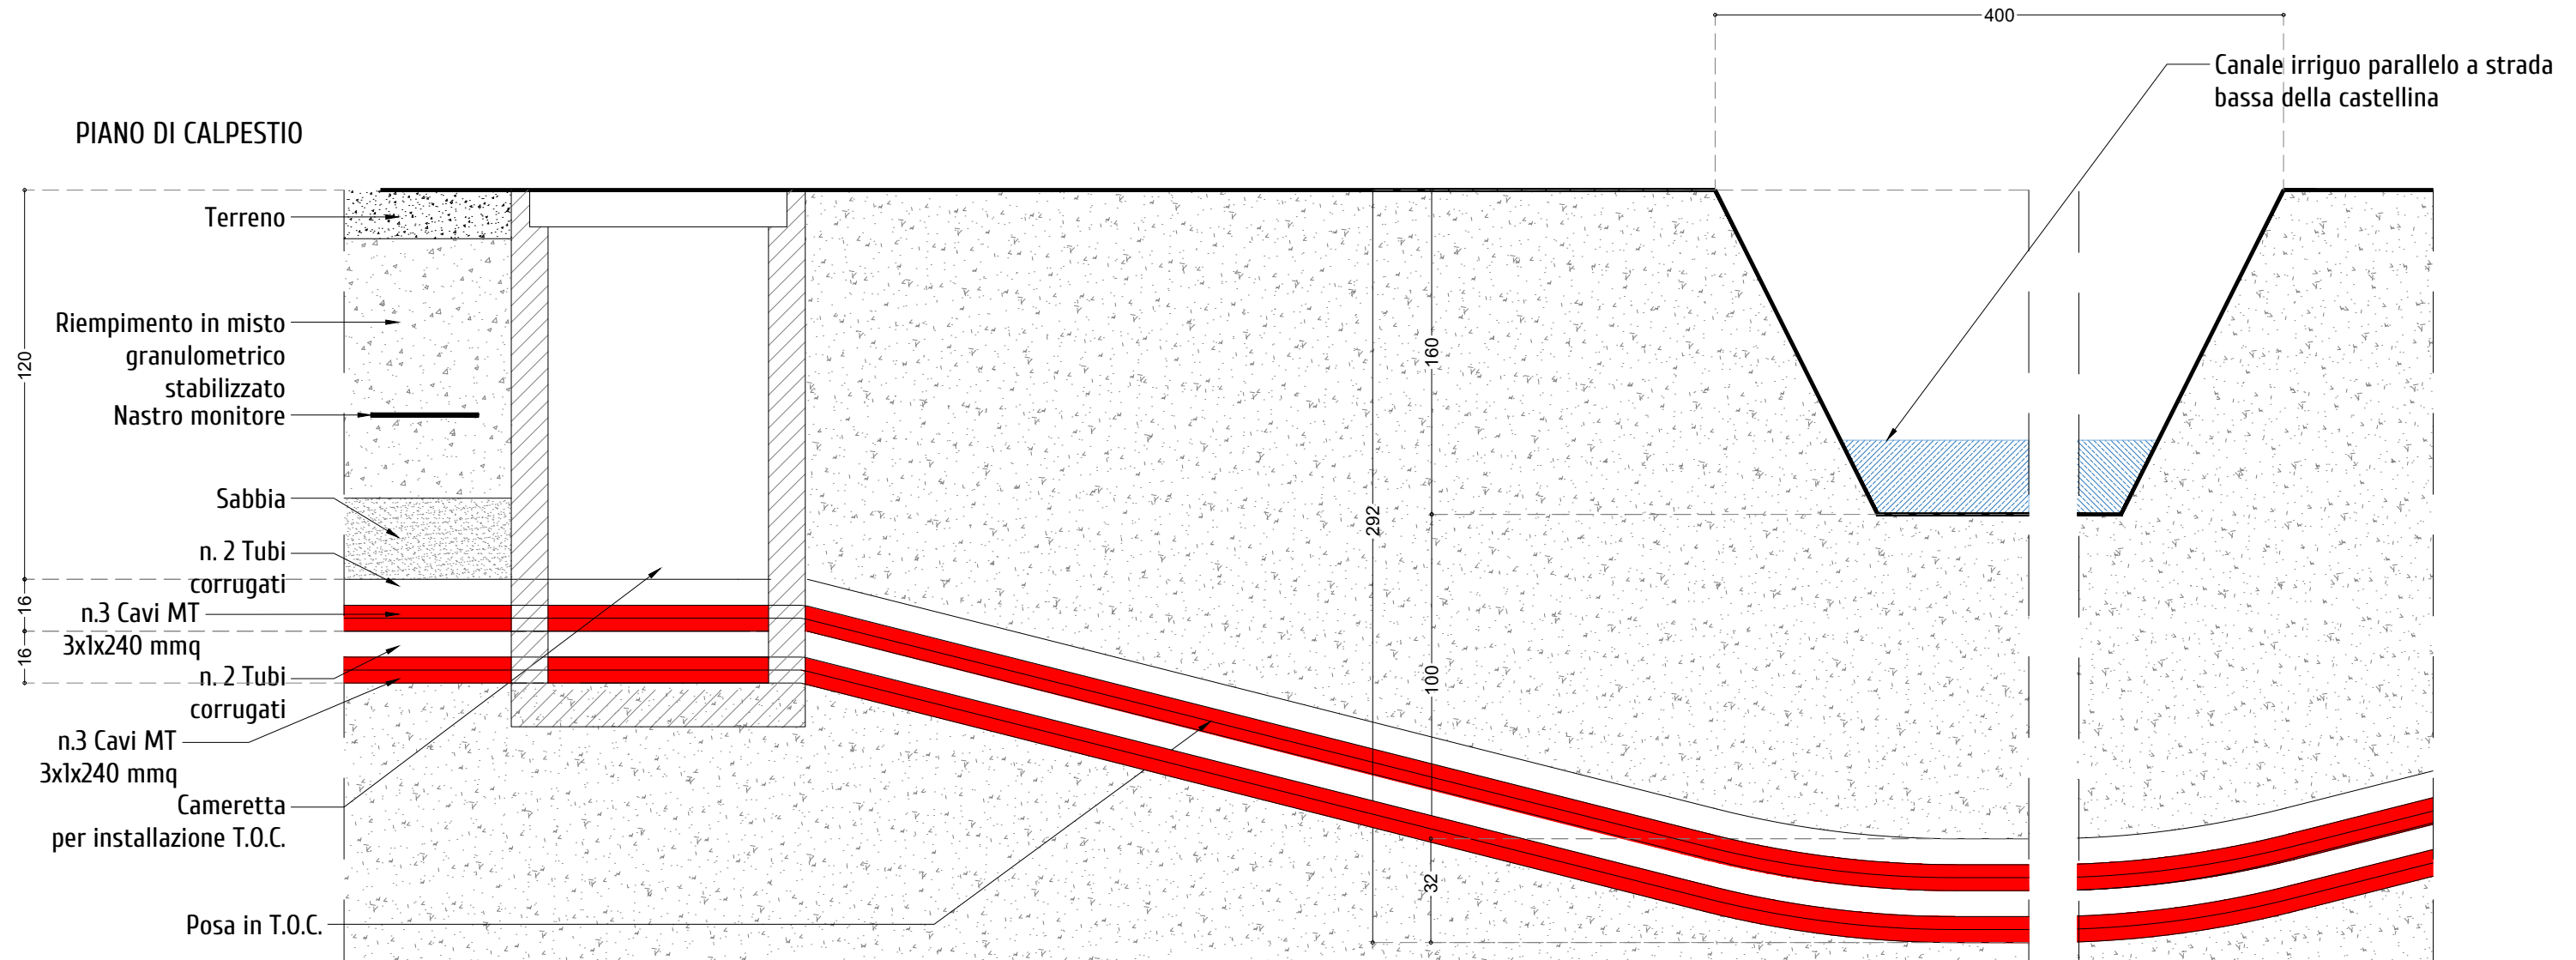 400
Canale irriguo parallelo a strada
bassa della castellina
PIANO DI CALPESTIO
Terreno
Riempimento in misto
granulometrico
stabilizzato
Nastro monitore
120
160
Sabbia
292
n. 2 Tubi
corrugati
16
n.3 Cavi MT
3x1x240 mmq
16
n. 2 Tubi
corrugati
100
n.3 Cavi MT
3x1x240 mmq
Cameretta
per installazione T.O.C.
32
Posa in T.O.C.